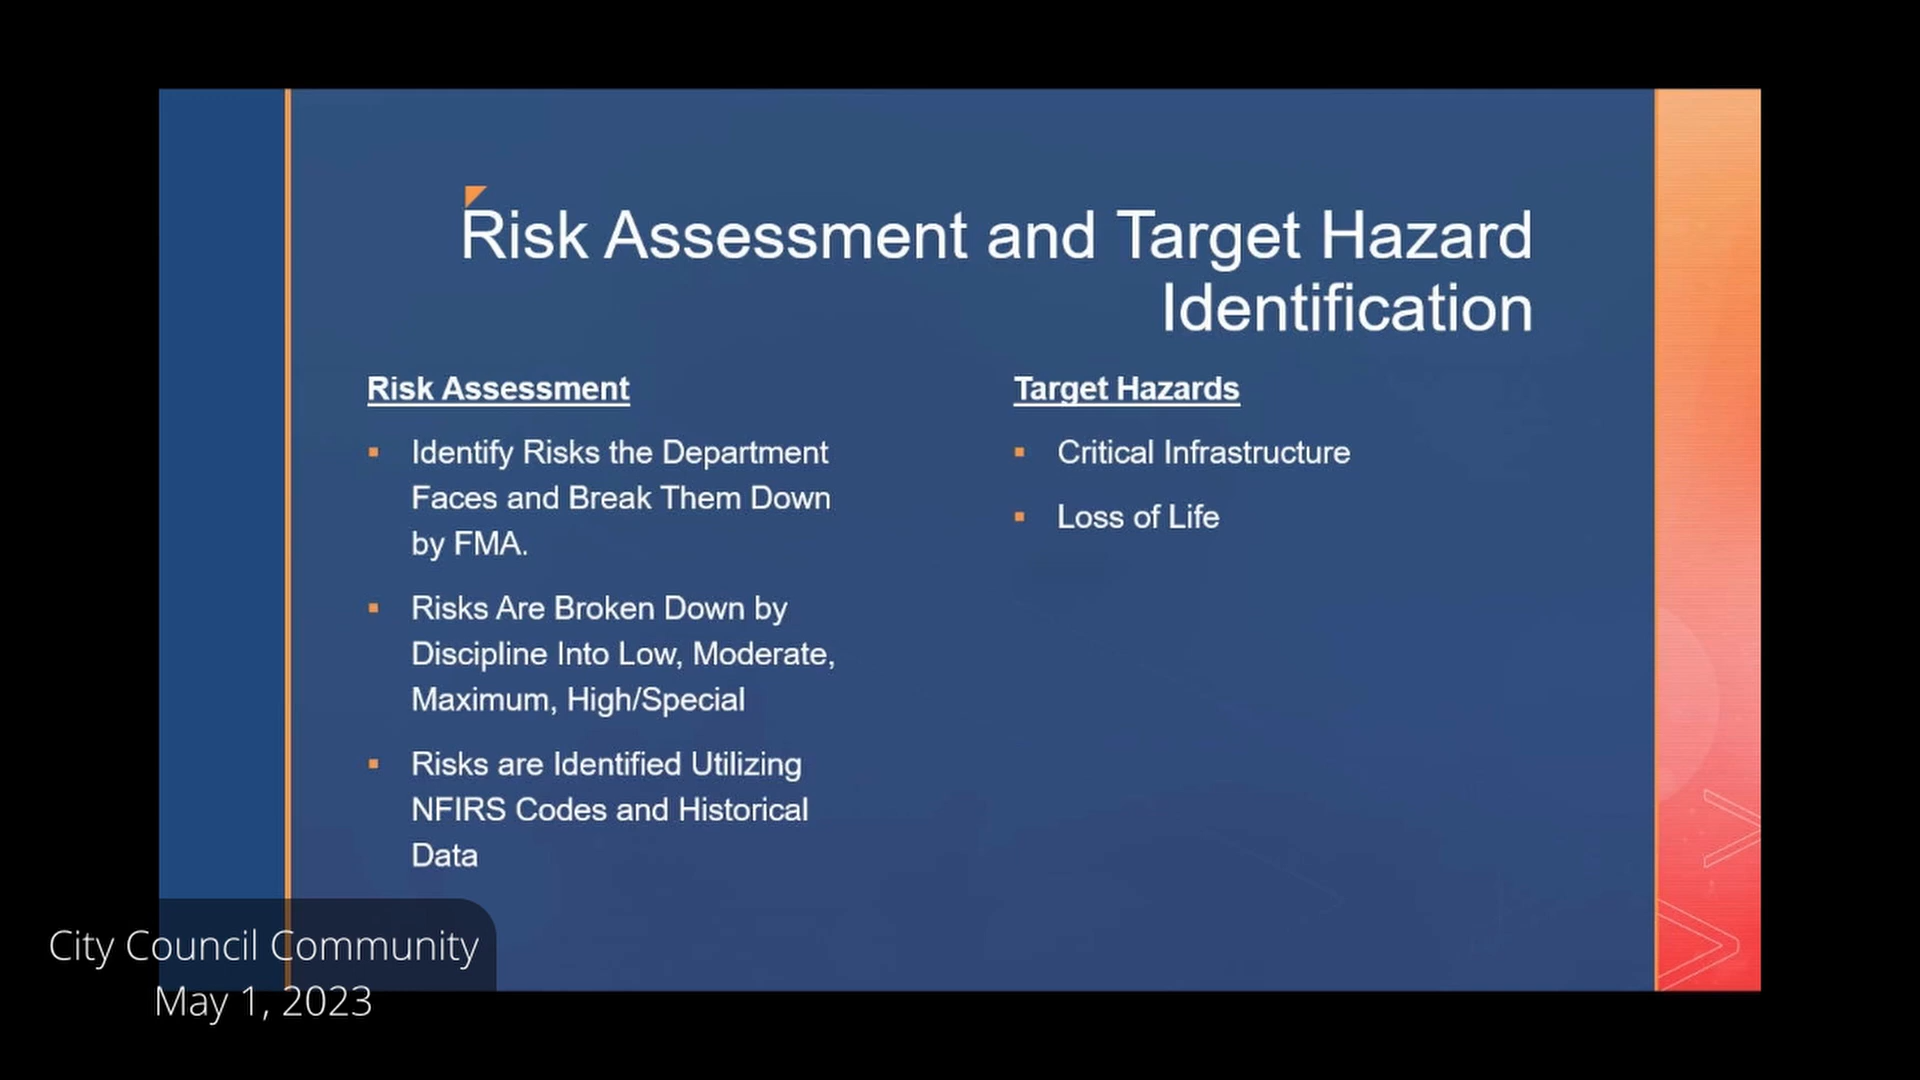 Risk Assessment and Target Hazard
Identification
Risk Assessment
Identify Risks the Department
Faces and Break Them Down
by FMA.
Risks Are Broken Down by
Discipline Into Low, Moderate,
Maximum, High/Special
Risks are Identified Utilizing
NFIRS Codes and Historical
Data
Target Hazards
Critical Infrastructure
Loss of Life
City Council Community
May 1, 2023